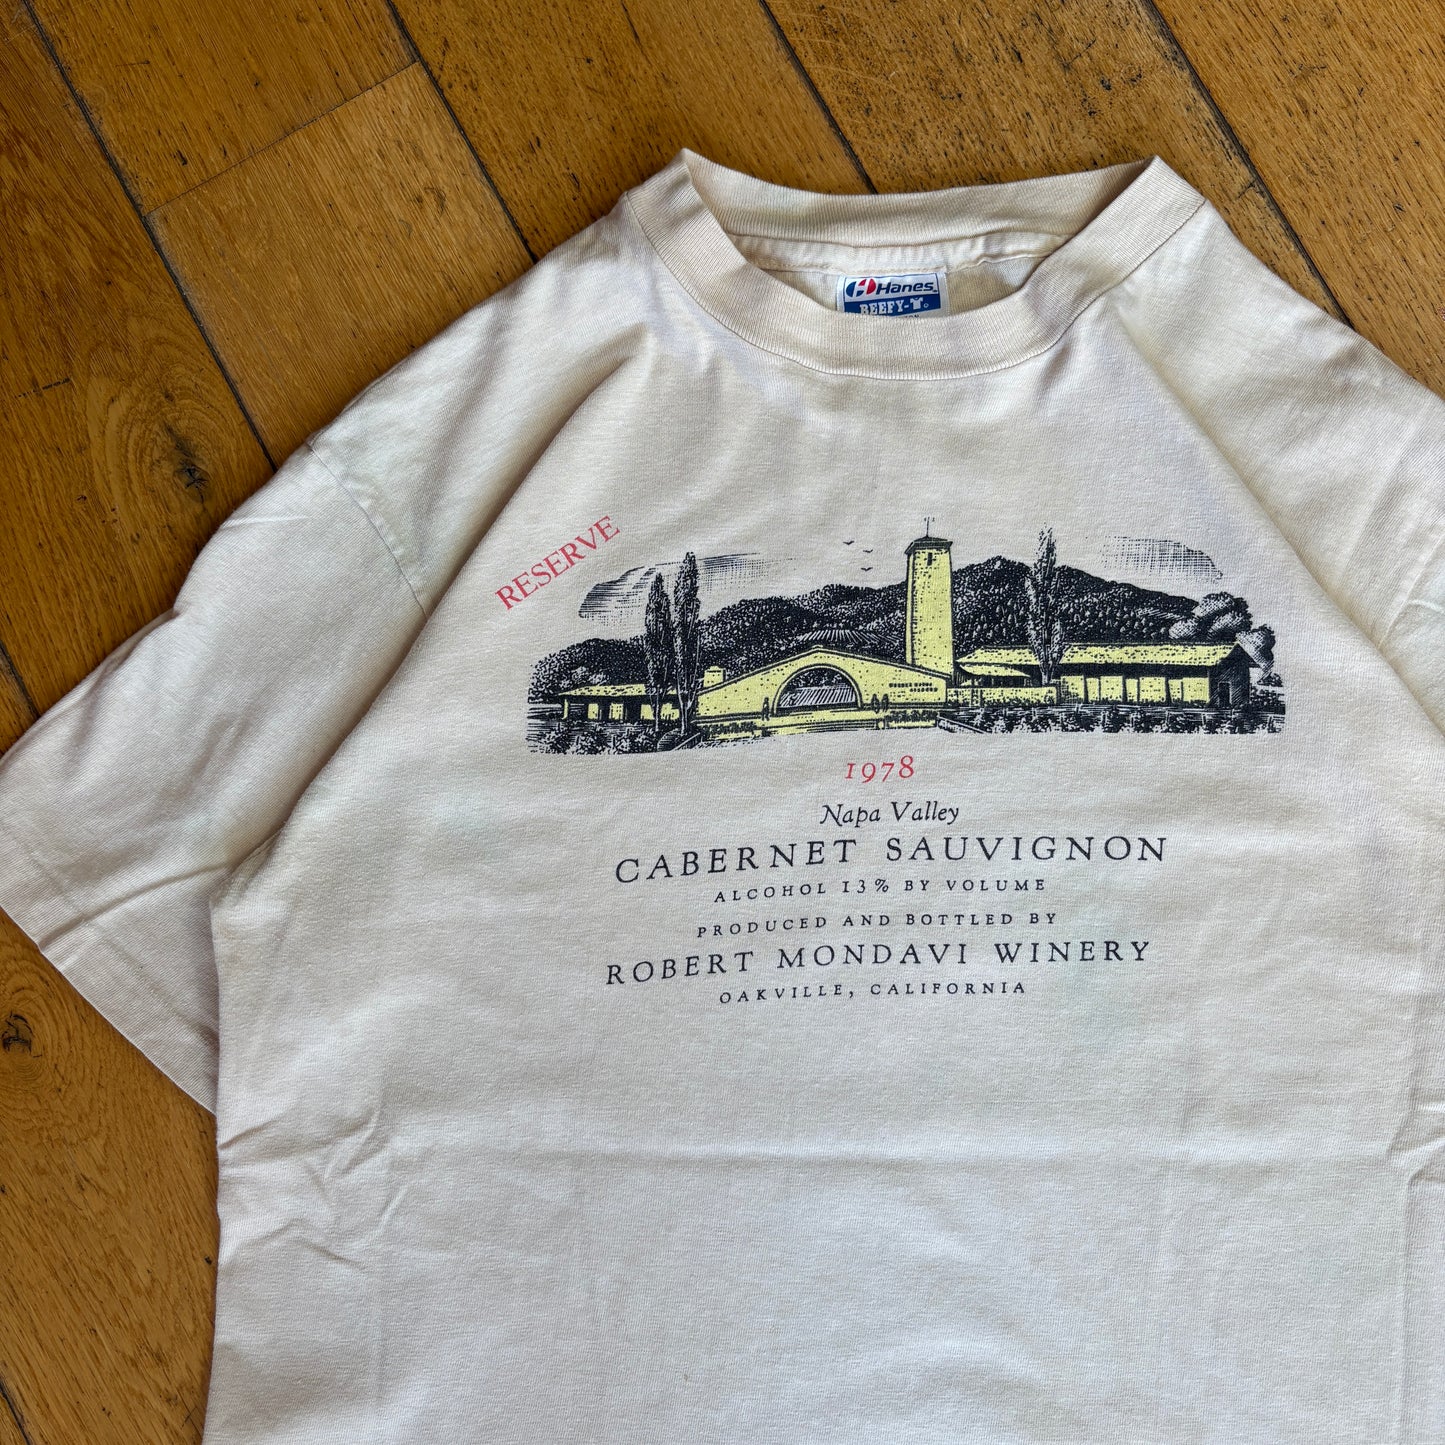 Hanes
BEEFY-T
RESERVE
1978
Napa Valley
CABERNET SAUVIGNON
ALCOHOL 13% BY VOLUME
PRODUCED AND BOTTLED BY
ROBERT MONDAVI WINERY
OAKVILLE, CALIFORNIA